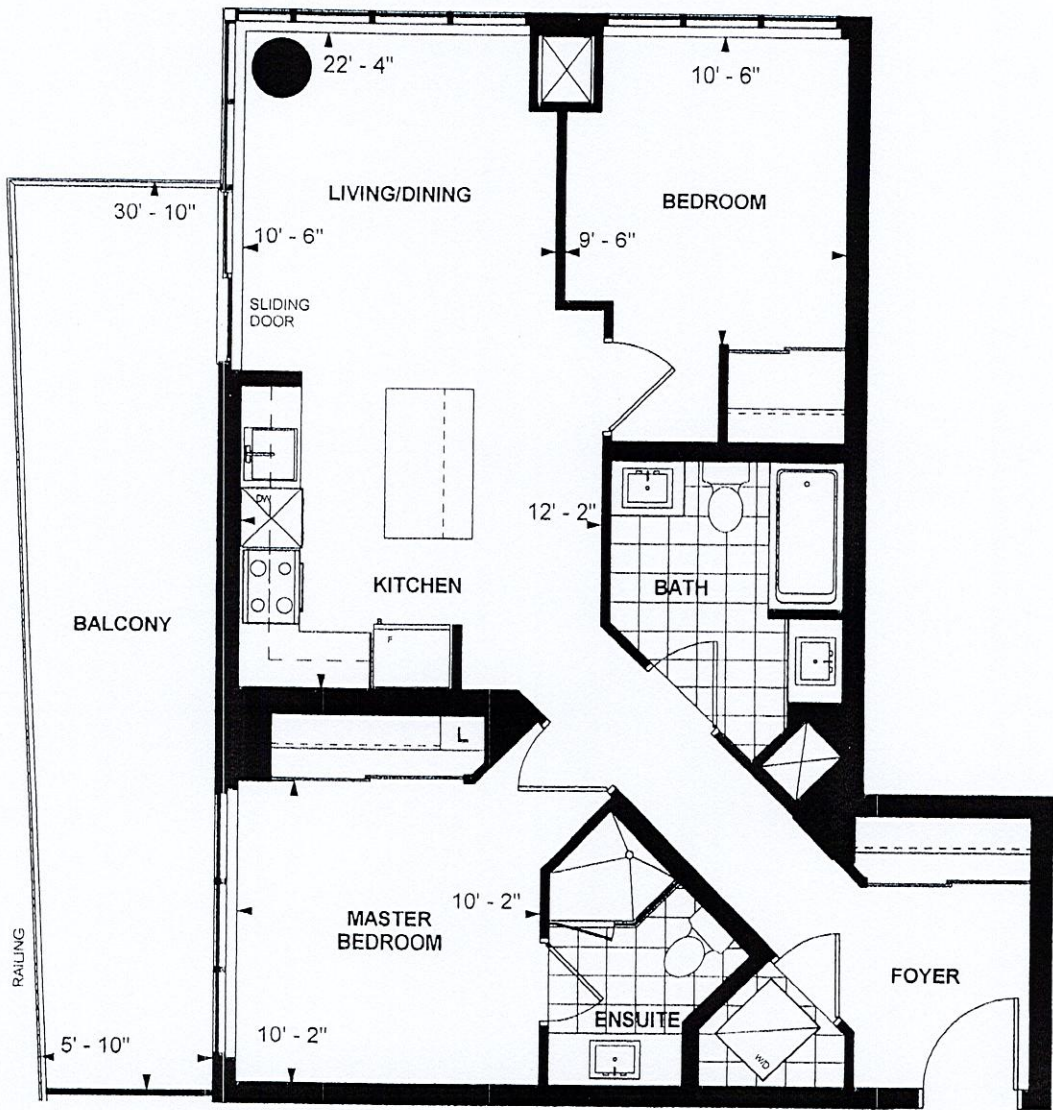 22' - 4"
10' - 6"
LIVING/DINING
BEDROOM
30' - 10"
10' - 6"
9' - 6"
SLIDING
DOOR
DW
12' - 2"
KITCHEN
BATH
F
BALCONY
L
MASTER
BEDROOM
10' - 2"
RAILING
FOYER
ENSUITE
10' - 2"
5' - 10"
W/D